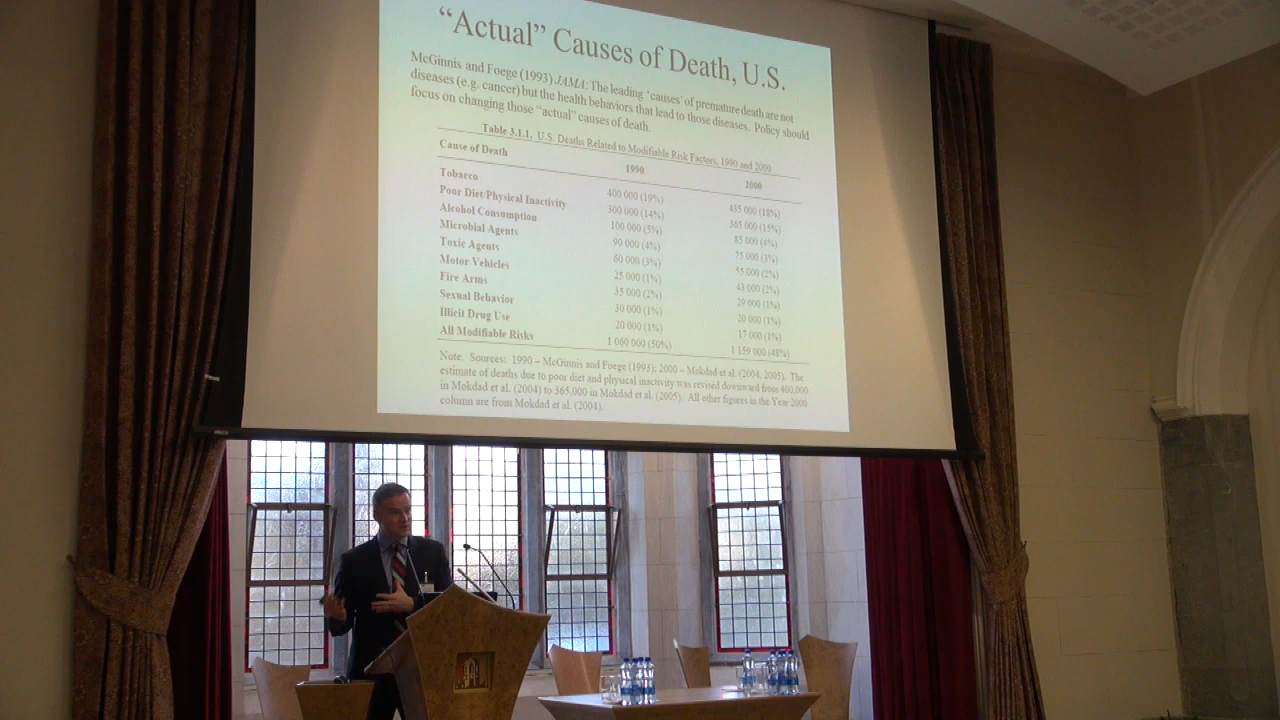 “Actual” Causes of Death, U.S.
McGinnis and Foege (1993) JAMA: The leading ‘causes’ of premature death are not
diseases (e.g. cancer) but the health behaviors that lead to those diseases. Policy should
focus on changing those “actual” causes of death.
Table 3.1.1. U.S. Deaths Related to Modifiable Risk Factors, 1990 and 2000
Cause of Death 1990 2000
Tobacco 400 000 (19%) 435 000 (18%)
Poor Diet/Physical Inactivity 300 000 (14%) 365 000 (15%)
Alcohol Consumption 100 000 (5%) 85 000 (4%)
Microbial Agents 90 000 (4%) 75 000 (3%)
Toxic Agents 60 000 (3%) 55 000 (2%)
Motor Vehicles 25 000 (1%) 43 000 (2%)
Fire Arms 35 000 (2%) 29 000 (1%)
Sexual Behavior 30 000 (1%) 20 000 (1%)
Illicit Drug Use 20 000 (1%) 17 000 (1%)
All Modifiable Risks 1 060 000 (50%) 1 159 000 (48%)
Note. Sources: 1990 – McGinnis and Foege (1993); 2000 – Mokdad et al. (2004, 2005). The
estimate of deaths due to poor diet and physical inactivity was revised downward from 400,000
in Mokdad et al. (2004) to 365,000 in Mokdad et al. (2005). All other figures in the Year 2000
column are from Mokdad et al. (2004).